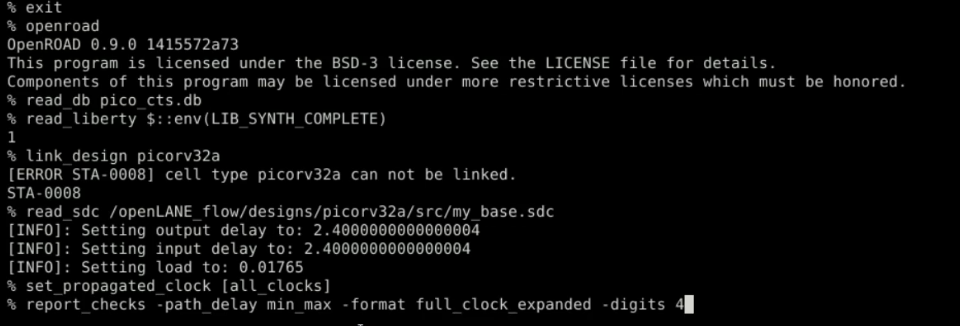 % exit
% openroad
OpenROAD 0.9.0 1415572a73
This program is licensed under the BSD-3 license. See the LICENSE file for details.
Components of this program may be licensed under more restrictive licenses which must be honored.
% read_db pico_cts.db
% read_liberty $::env(LIB_SYNTH_COMPLETE)
1
% link_design picorv32a
[ERROR STA-0008] cell type picorv32a can not be linked.
STA-0008
% read_sdc /openLANE_flow/designs/picorv32a/src/my_base.sdc
[INFO]: Setting output delay to: 2.4000000000000004
[INFO]: Setting input delay to: 2.4000000000000004
[INFO]: Setting load to: 0.01765
% set_propagated_clock [all_clocks]
% report_checks -path_delay min_max -format full_clock_expanded -digits 4